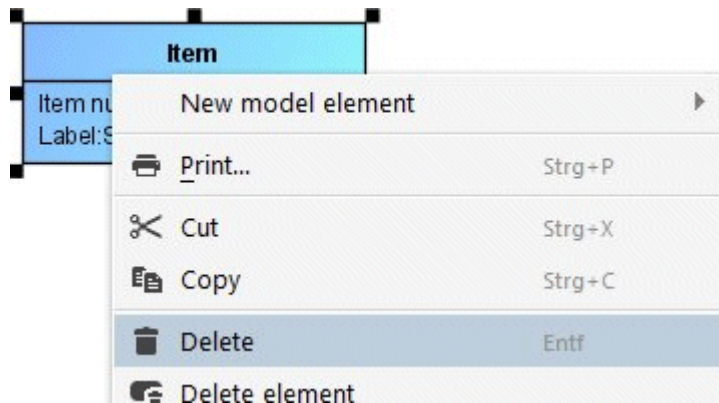 Item
Item nu
Label:S
New model element
Print... Strg+P
Cut Strg+X
Copy Strg+C
Delete Entf
Delete element